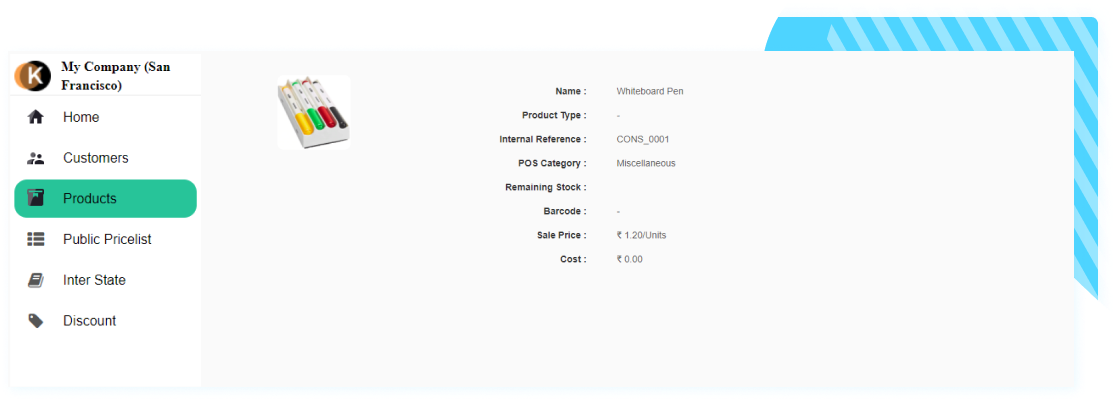 K My Company (San
Francisco)
Home
Customers
Products
Public Pricelist
Inter State
Discount
Name : Whiteboard Pen
Product Type : -
Internal Reference : CONS_0001
POS Category : Miscellaneous
Remaining Stock :
Barcode : -
Sale Price : ₹ 1.20/Units
Cost : ₹ 0.00